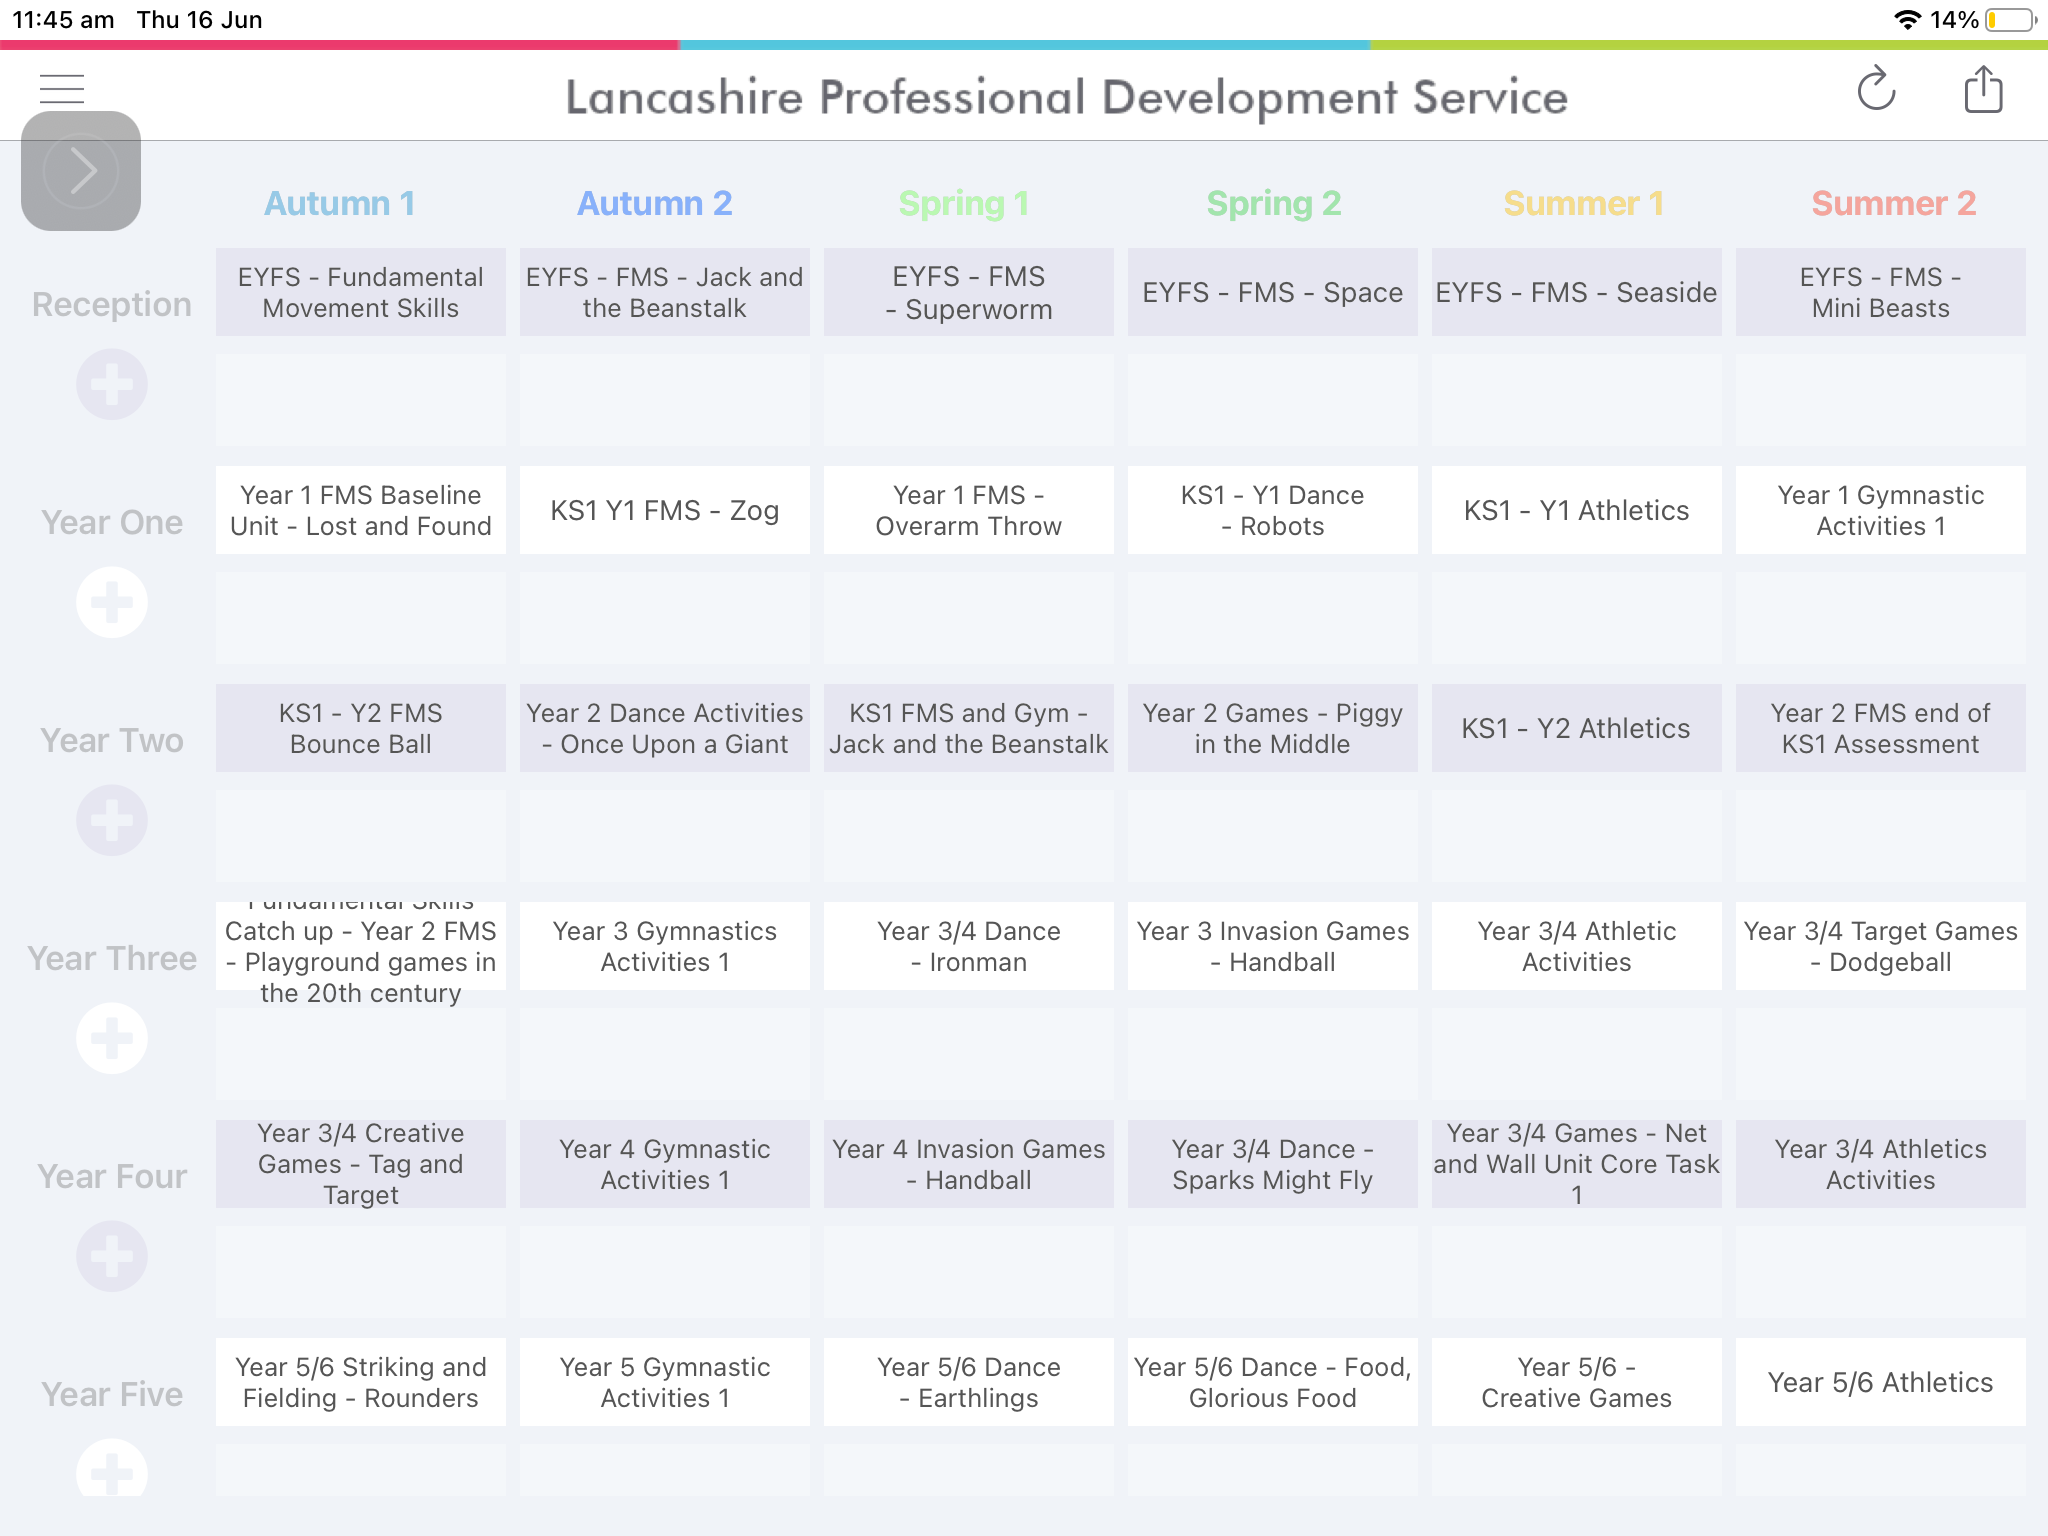 11:45 am Thu 16 Jun 14%
Lancashire Professional Development Service
Autumn 1 Autumn 2 Spring 1 Spring 2 Summer 1 Summer 2
Reception
EYFS - Fundamental
Movement Skills
EYFS - FMS - Jack and
the Beanstalk
EYFS - FMS
- Superworm
EYFS - FMS - Space
EYFS - FMS - Seaside
EYFS - FMS -
Mini Beasts
Year One
Year 1 FMS Baseline
Unit - Lost and Found
KS1 Y1 FMS - Zog
Year 1 FMS -
Overarm Throw
KS1 - Y1 Dance
- Robots
KS1 - Y1 Athletics
Year 1 Gymnastic
Activities 1
Year Two
KS1 - Y2 FMS
Bounce Ball
Year 2 Dance Activities
- Once Upon a Giant
KS1 FMS and Gym -
Jack and the Beanstalk
Year 2 Games - Piggy
in the Middle
KS1 - Y2 Athletics
Year 2 FMS end of
KS1 Assessment
Year Three
Fundamental Skills
Catch up - Year 2 FMS
- Playground games in
the 20th century
Year 3 Gymnastics
Activities 1
Year 3/4 Dance
- Ironman
Year 3 Invasion Games
- Handball
Year 3/4 Athletic
Activities
Year 3/4 Target Games
- Dodgeball
Year Four
Year 3/4 Creative
Games - Tag and
Target
Year 4 Gymnastic
Activities 1
Year 4 Invasion Games
- Handball
Year 3/4 Dance -
Sparks Might Fly
Year 3/4 Games - Net
and Wall Unit Core Task
1
Year 3/4 Athletics
Activities
Year Five
Year 5/6 Striking and
Fielding - Rounders
Year 5 Gymnastic
Activities 1
Year 5/6 Dance
- Earthlings
Year 5/6 Dance - Food,
Glorious Food
Year 5/6 -
Creative Games
Year 5/6 Athletics